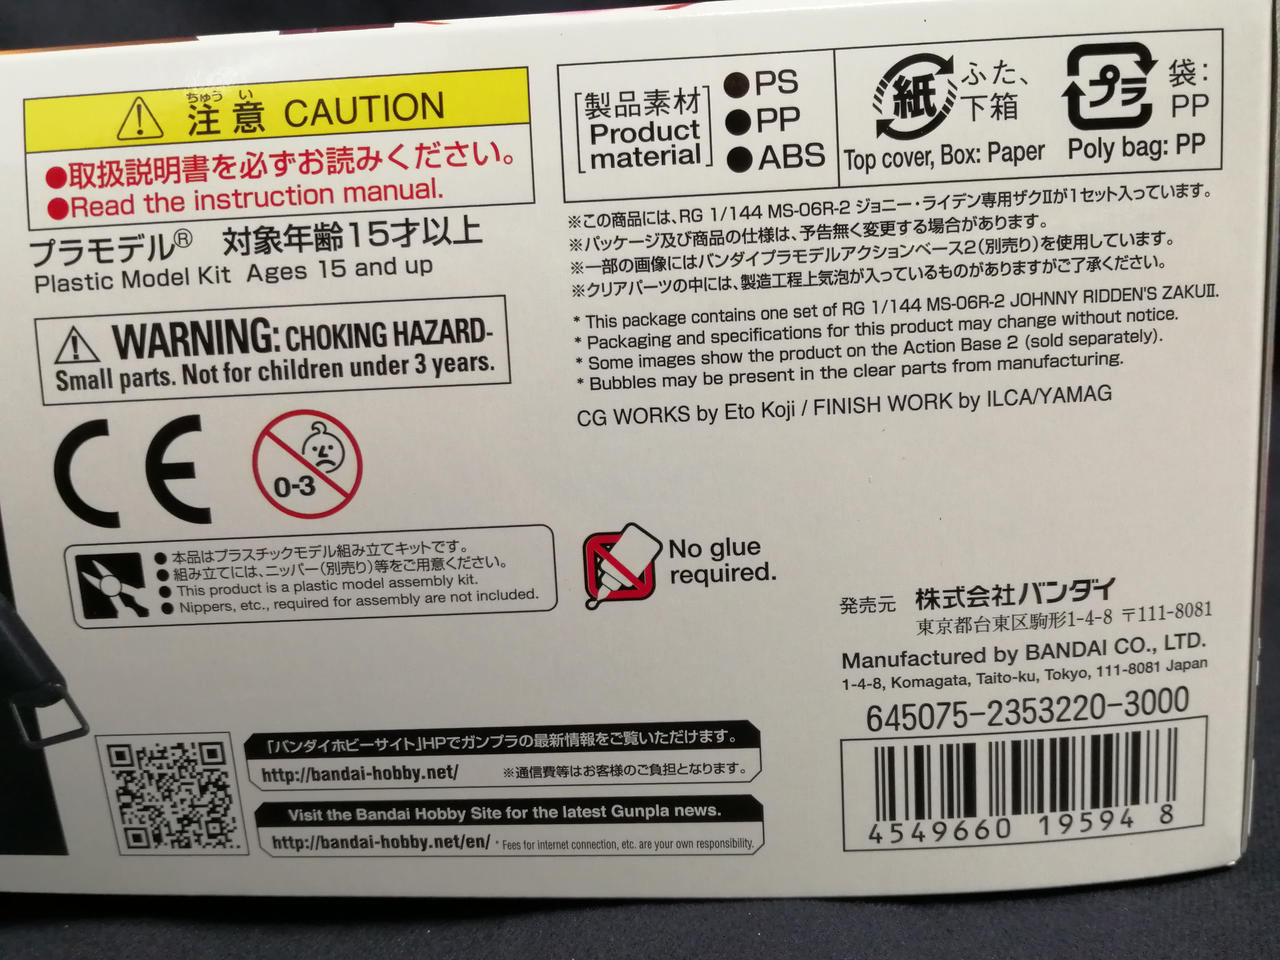 ちゅう い
注意 CAUTION
●取扱説明書を必ずお読みください。
●Read the instruction manual.
プラモデル® 対象年齢15才以上
Plastic Model Kit Ages 15 and up
WARNING: CHOKING HAZARD-
Small parts. Not for children under 3 years.
CE
0-3
●本品はプラスチックモデル組み立てキットです。
●組み立てには、ニッパー(別売り)等をご用意ください。
●This product is a plastic model assembly kit.
●Nippers, etc., required for assembly are not included.
[製品素材
Product
material]
●PS
●PP
●ABS
紙
ふた、
下箱
Top cover, Box: Paper
プラ
袋:
PP
Poly bag: PP
※この商品には、RG 1/144 MS-06R-2 ジョニー・ライデン専用ザクⅡが1セット入っています。
※パッケージ及び商品の仕様は、予告無く変更する場合があります。
※一部の画像にはバンダイプラモデルアクションベース2(別売り)を使用しています。
※クリアパーツの中には、製造工程上気泡が入っているものがありますがご了承ください。
* This package contains one set of RG 1/144 MS-06R-2 JOHNNY RIDDEN'S ZAKUⅡ.
* Packaging and specifications for this product may change without notice.
* Some images show the product on the Action Base 2 (sold separately).
* Bubbles may be present in the clear parts from manufacturing.
CG WORKS by Eto Koji / FINISH WORK by ILCA/YAMAG
No glue
required.
発売元 株式会社バンダイ
東京都台東区駒形1-4-8 〒111-8081
Manufactured by BANDAI CO., LTD.
1-4-8, Komagata, Taito-ku, Tokyo, 111-8081 Japan
645075-2353220-3000
4549660 195948
「バンダイホビーサイト」HPでガンプラの最新情報をご覧いただけます。
http://bandai-hobby.net/ ※通信費等はお客様のご負担となります。
Visit the Bandai Hobby Site for the latest Gunpla news.
http://bandai-hobby.net/en/ * Fees for internet connection, etc. are your own responsibility.